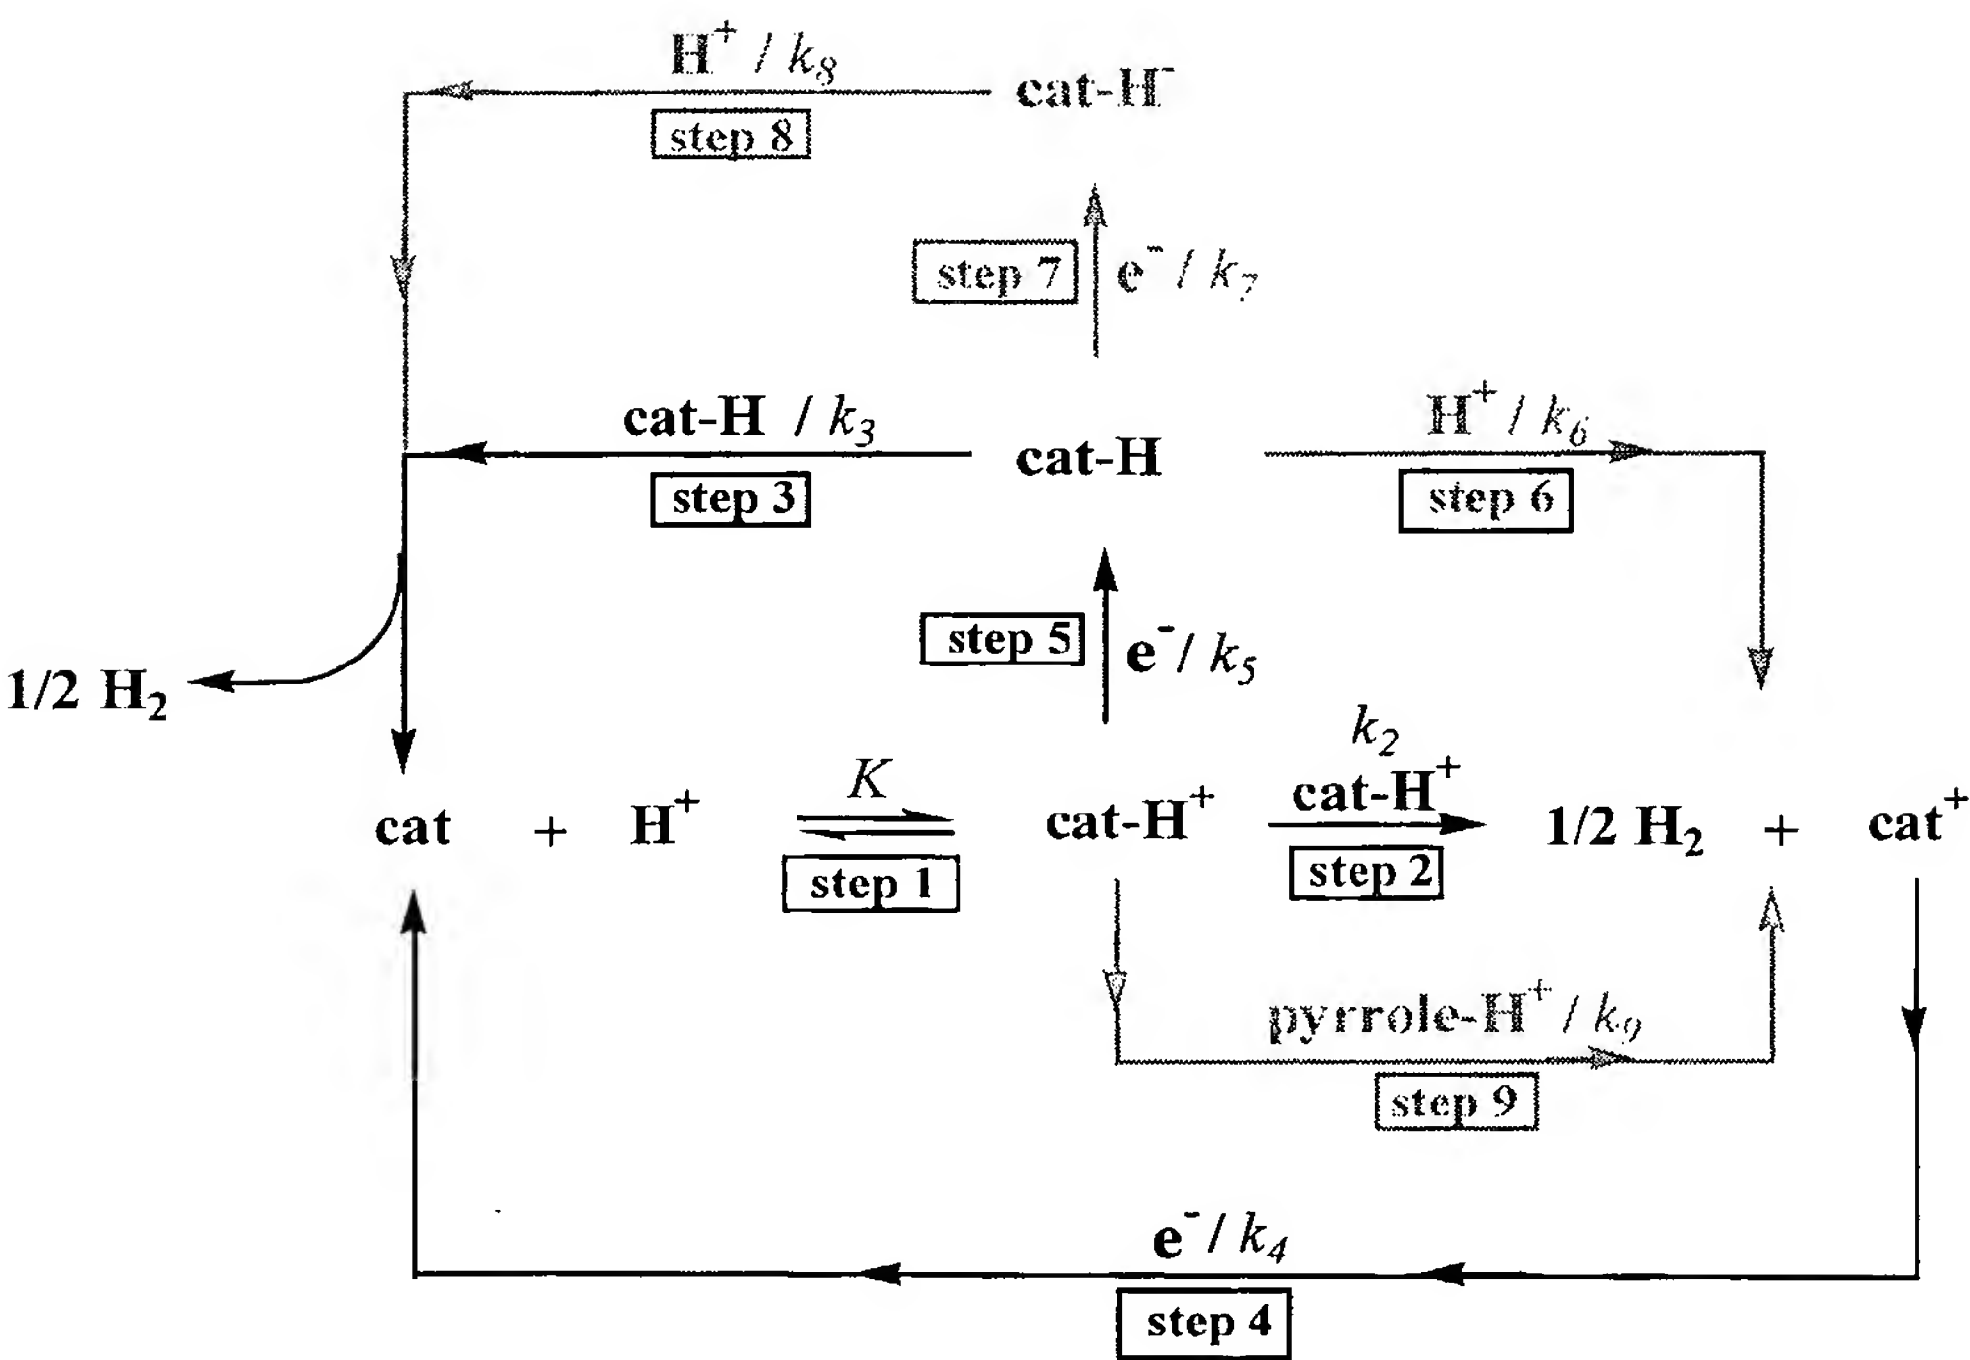 H⁺ / k₈
cat-H⁻
step 8
step 7
e⁻ / k₇
cat-H / k₃
cat-H
H⁺ / k₆
step 3
step 6
step 5
e⁻ / k₅
1/2 H₂
k₂
K
cat-H⁺
cat + H⁺
cat-H⁺
1/2 H₂ + cat⁺
step 1
step 2
pyrrole-H⁺ / k₉
step 9
e⁻ / k₄
step 4